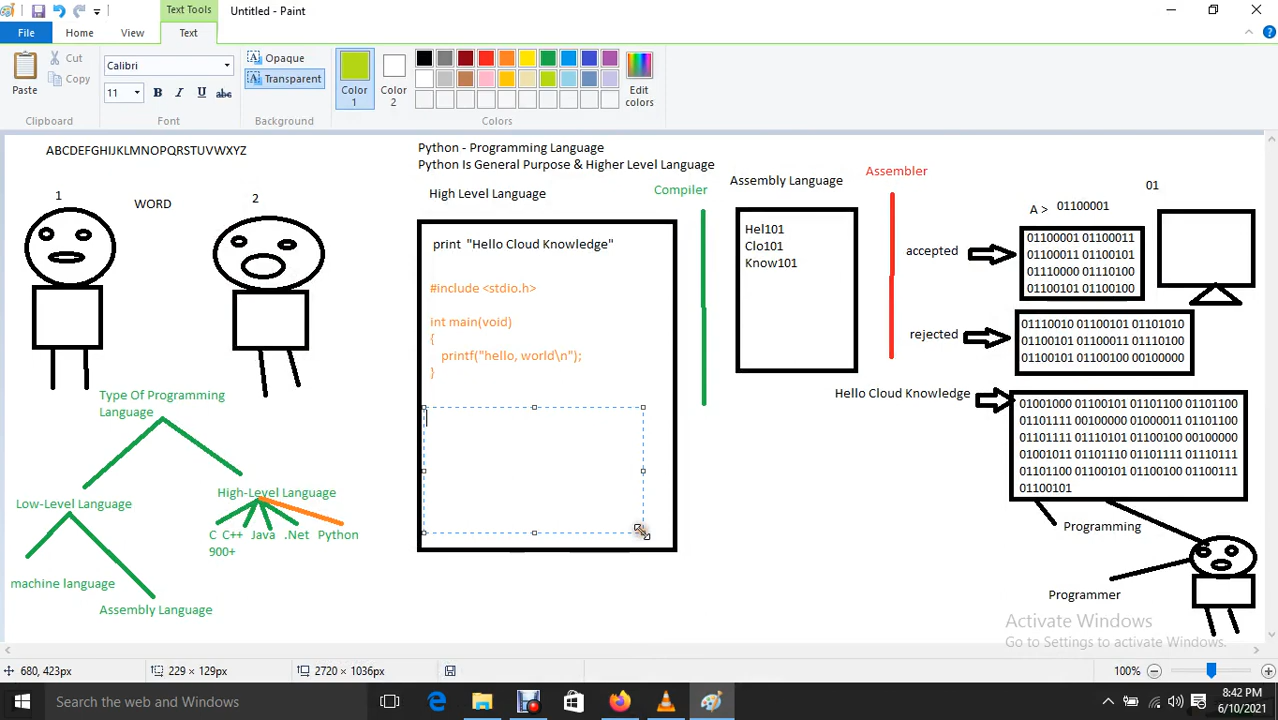 Text Tools
Untitled - Paint
File
Home
View
Text
Paste
Cut
Copy
Clipboard
Calibri
11
B I U abc
Font
Opaque
Transparent
Background
Color
1
Color
2
Edit
colors
Colors
ABCDEFGHIJKLMNOPQRSTUVWXYZ
1
WORD
2
Type Of Programming
Language
Low-Level Language
High-Level Language
C C++ Java .Net Python
900+
machine language
Assembly Language
Python - Programming Language
Python Is General Purpose & Higher Level Language
High Level Language
Compiler
print "Hello Cloud Knowledge"
#include <stdio.h>
int main(void)
{
printf("hello, world\n");
}
Assembly Language
Assembler
Hel101
Clo101
Know101
01
A > 01100001
accepted
01100001 01100011
01100011 01100101
01110000 01110100
01100101 01100100
rejected
01110010 01100101 01101010
01100101 01100011 01110100
01100101 01100100 00100000
Hello Cloud Knowledge
01001000 01100101 01101100 01101100
01101111 00100000 01000011 01101100
01101111 01110101 01100100 00100000
01001011 01101110 01101111 01110111
01101100 01100101 01100100 01100111
01100101
Programming
Programmer
Activate Windows
Go to Settings to activate Windows.
680, 423px
229 × 129px
2720 × 1036px
100%
Search the web and Windows
8:42 PM
6/10/2021